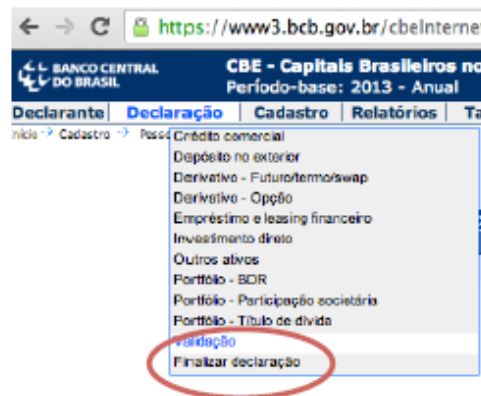 https://www3.bcb.gov.br/cbeInterne
BANCO CENTRAL
DO BRASIL
CBE - Capitais Brasileiros no
Período-base: 2013 - Anual
Declarante Declaração Cadastro Relatórios Ta
Início Cadastro Pesso
Crédito comercial
Depósito no exterior
Derivativo - Futuro/termo/swap
Derivativo - Opção
Empréstimo e leasing financeiro
Investimento direto
Outros ativos
Portfólio - BDR
Portfólio - Participação societária
Portfólio - Título de dívida
Validação
Finalizar declaração